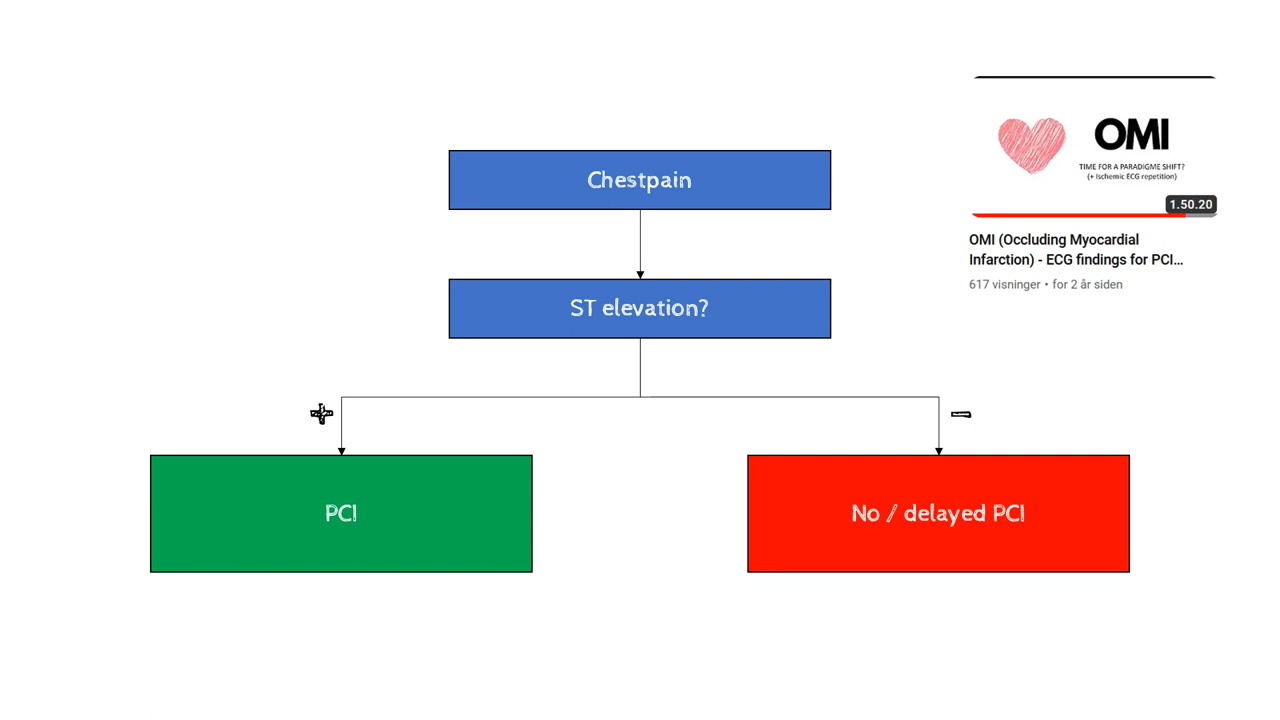 Chestpain
ST elevation?
+
-
PCI
No / delayed PCI
OMI
TIME FOR A PARADIGME SHIFT?
(+ Ischemic ECG repetition)
1.50.20
OMI (Occluding Myocardial
Infarction) - ECG findings for PCI...
617 visninger • for 2 år siden